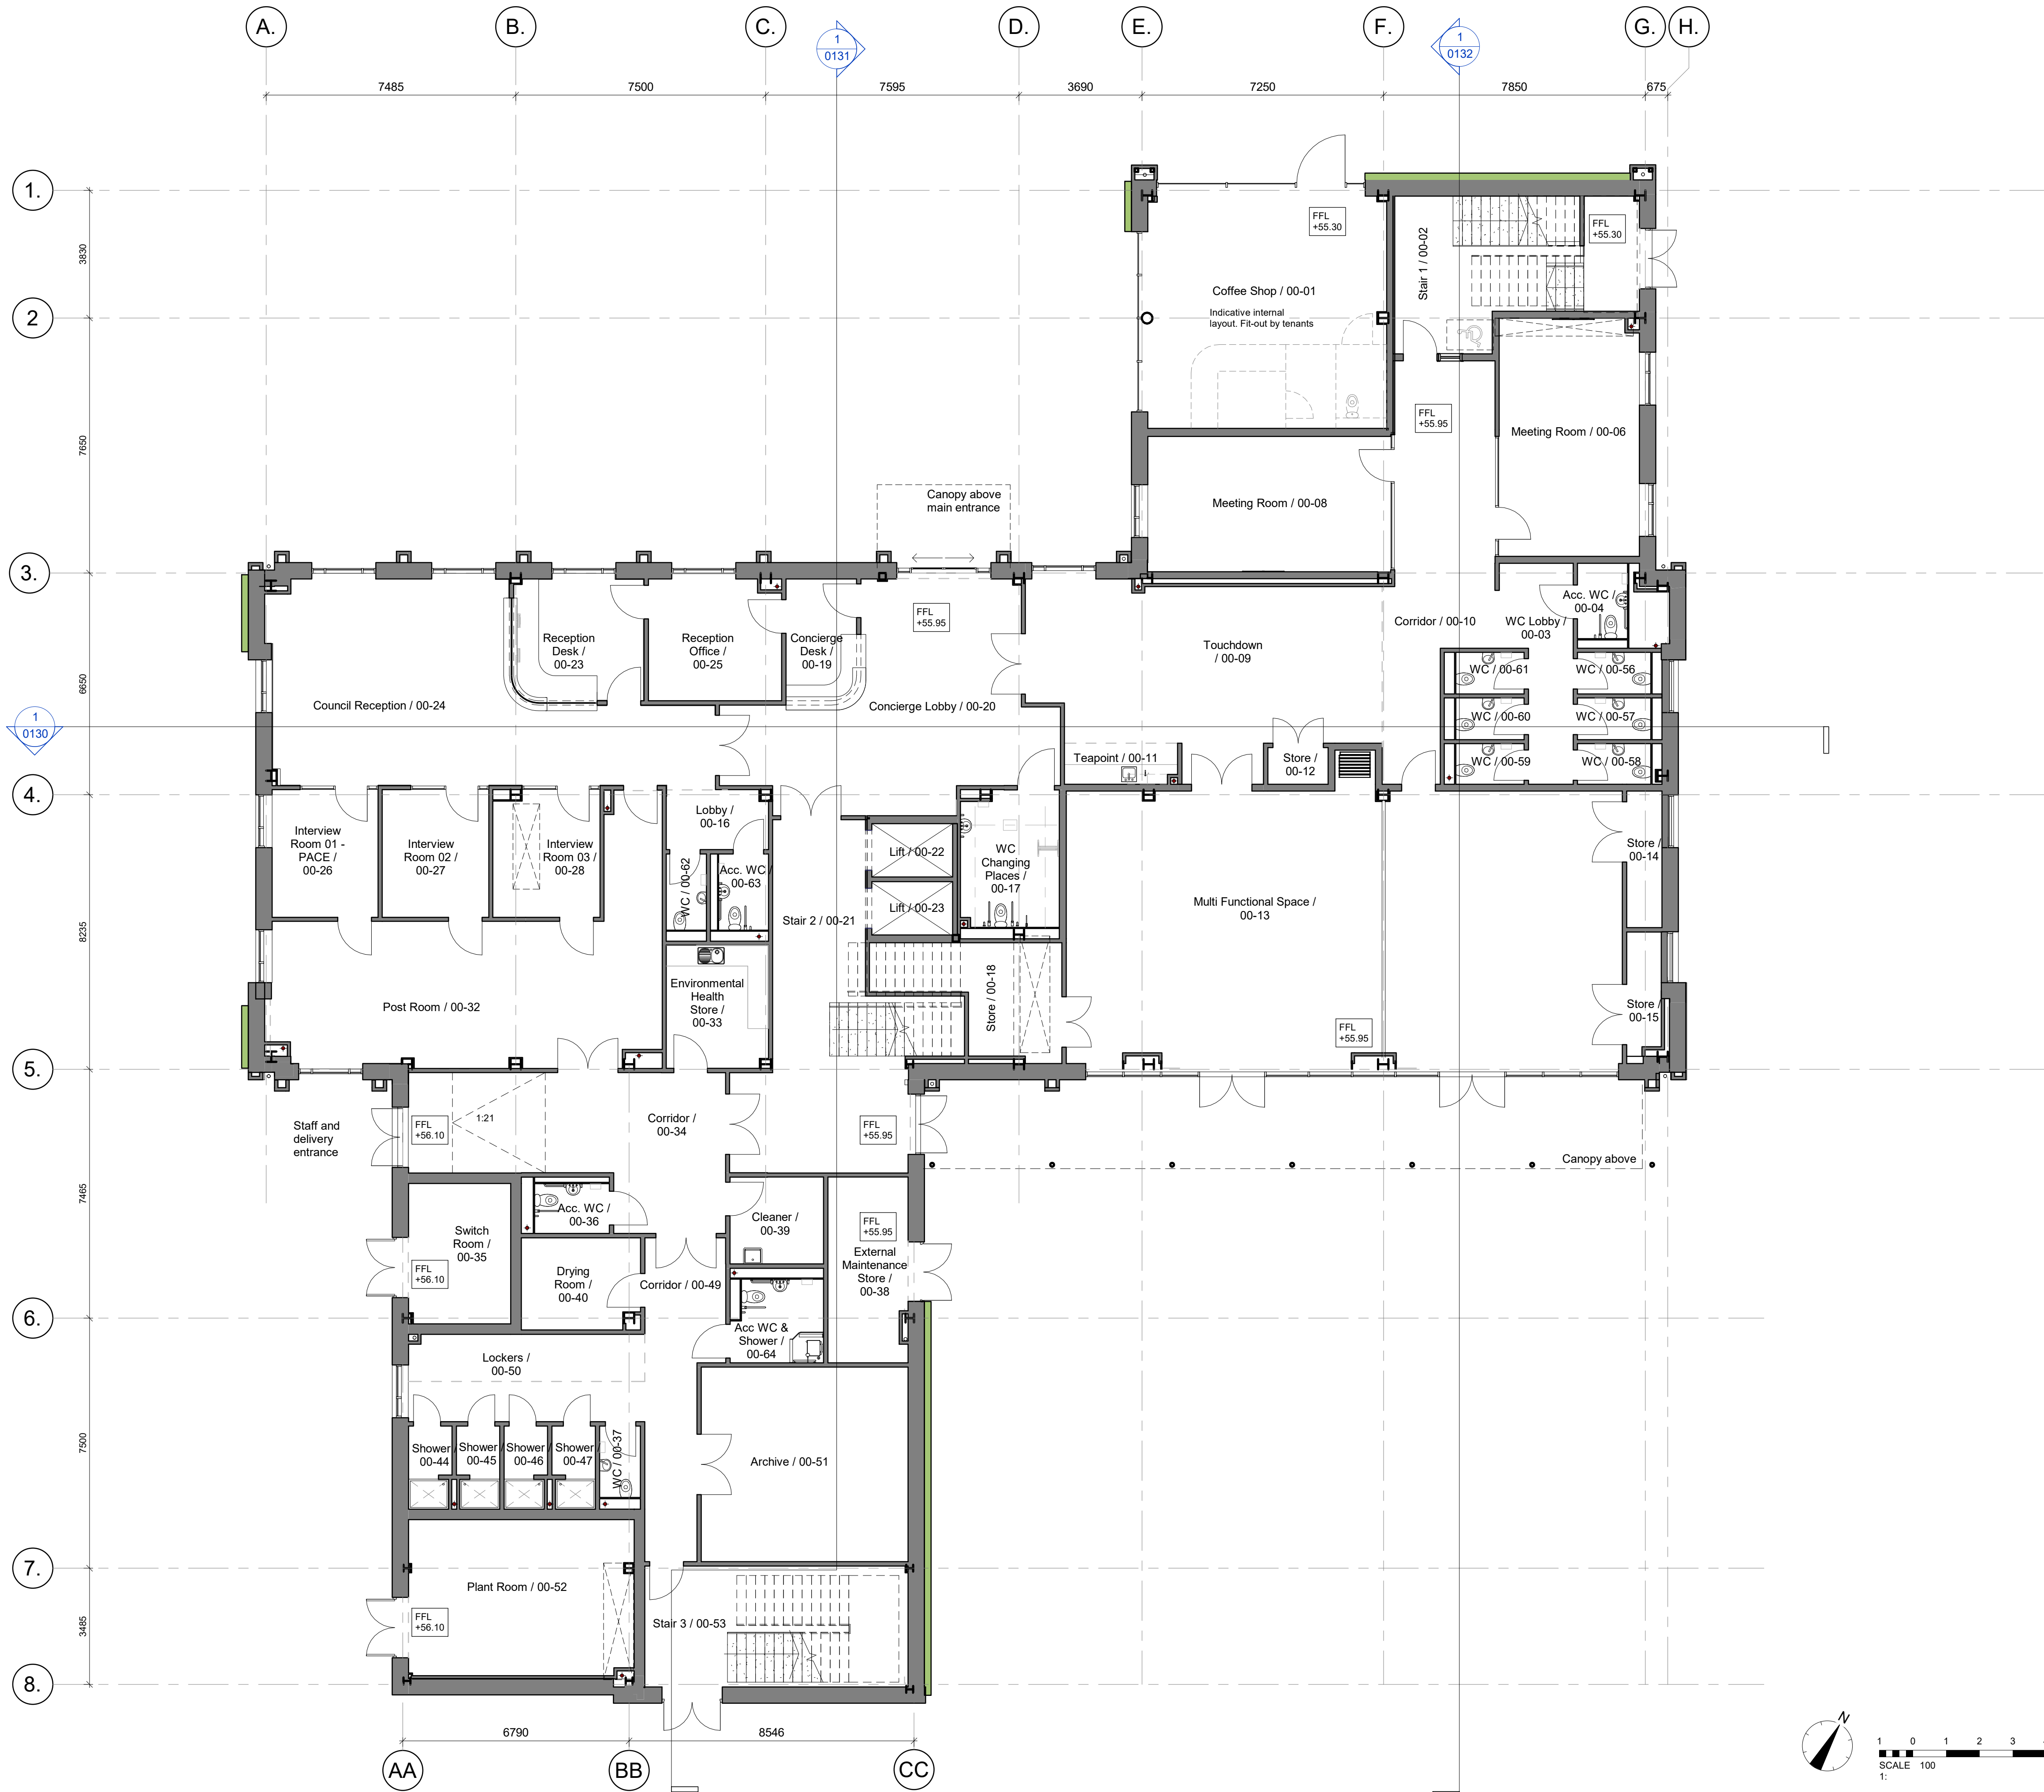 A.
B.
C.
D.
E.
F.
G.
H.
1
0131
1
0132
7485
7500
7595
3690
7250
7850
675
1.
2
3.
4.
5.
6.
7.
8.
3830
7650
6650
8235
7465
7500
3485
FFL
+55.30
Stair 1 / 00-02
FFL
+55.30
Coffee Shop / 00-01
Indicative internal
layout. Fit-out by tenants
FFL
+55.95
Meeting Room / 00-06
Canopy above
main entrance
Meeting Room / 00-08
FFL
+55.95
Reception
Desk /
00-23
Reception
Office /
00-25
Concierge
Desk /
00-19
Touchdown
/ 00-09
Corridor / 00-10
WC Lobby /
00-03
Acc. WC /
00-04
WC / 00-61
WC / 00-56
Council Reception / 00-24
Concierge Lobby / 00-20
WC / 00-60
WC / 00-57
1
0130
Teapoint / 00-11
Store /
00-12
WC / 00-59
WC / 00-58
Lobby /
00-16
Interview
Room 01 -
PACE /
00-26
Interview
Room 02 /
00-27
Interview
Room 03 /
00-28
WC / 00-62
Acc. WC /
00-63
Lift / 00-22
Lift / 00-23
WC
Changing
Places /
00-17
Store /
00-14
Multi Functional Space /
00-13
Stair 2 / 00-21
Post Room / 00-32
Environmental
Health
Store /
00-33
Store / 00-18
Store /
00-15
FFL
+55.95
Staff and
delivery
entrance
FFL
+56.10
1:21
Corridor /
00-34
FFL
+55.95
Canopy above
Switch
Room /
00-35
FFL
+56.10
Acc. WC /
00-36
Cleaner /
00-39
FFL
+55.95
External
Maintenance
Store /
00-38
Drying
Room /
00-40
Corridor / 00-49
Acc WC &
Shower /
00-64
Lockers /
00-50
Shower /
00-44
Shower /
00-45
Shower /
00-46
Shower /
00-47
WC / 00-37
Archive / 00-51
Plant Room / 00-52
FFL
+56.10
Stair 3 / 00-53
6790
8546
AA
BB
CC
N
1 0 1 2 3
SCALE 100
1: